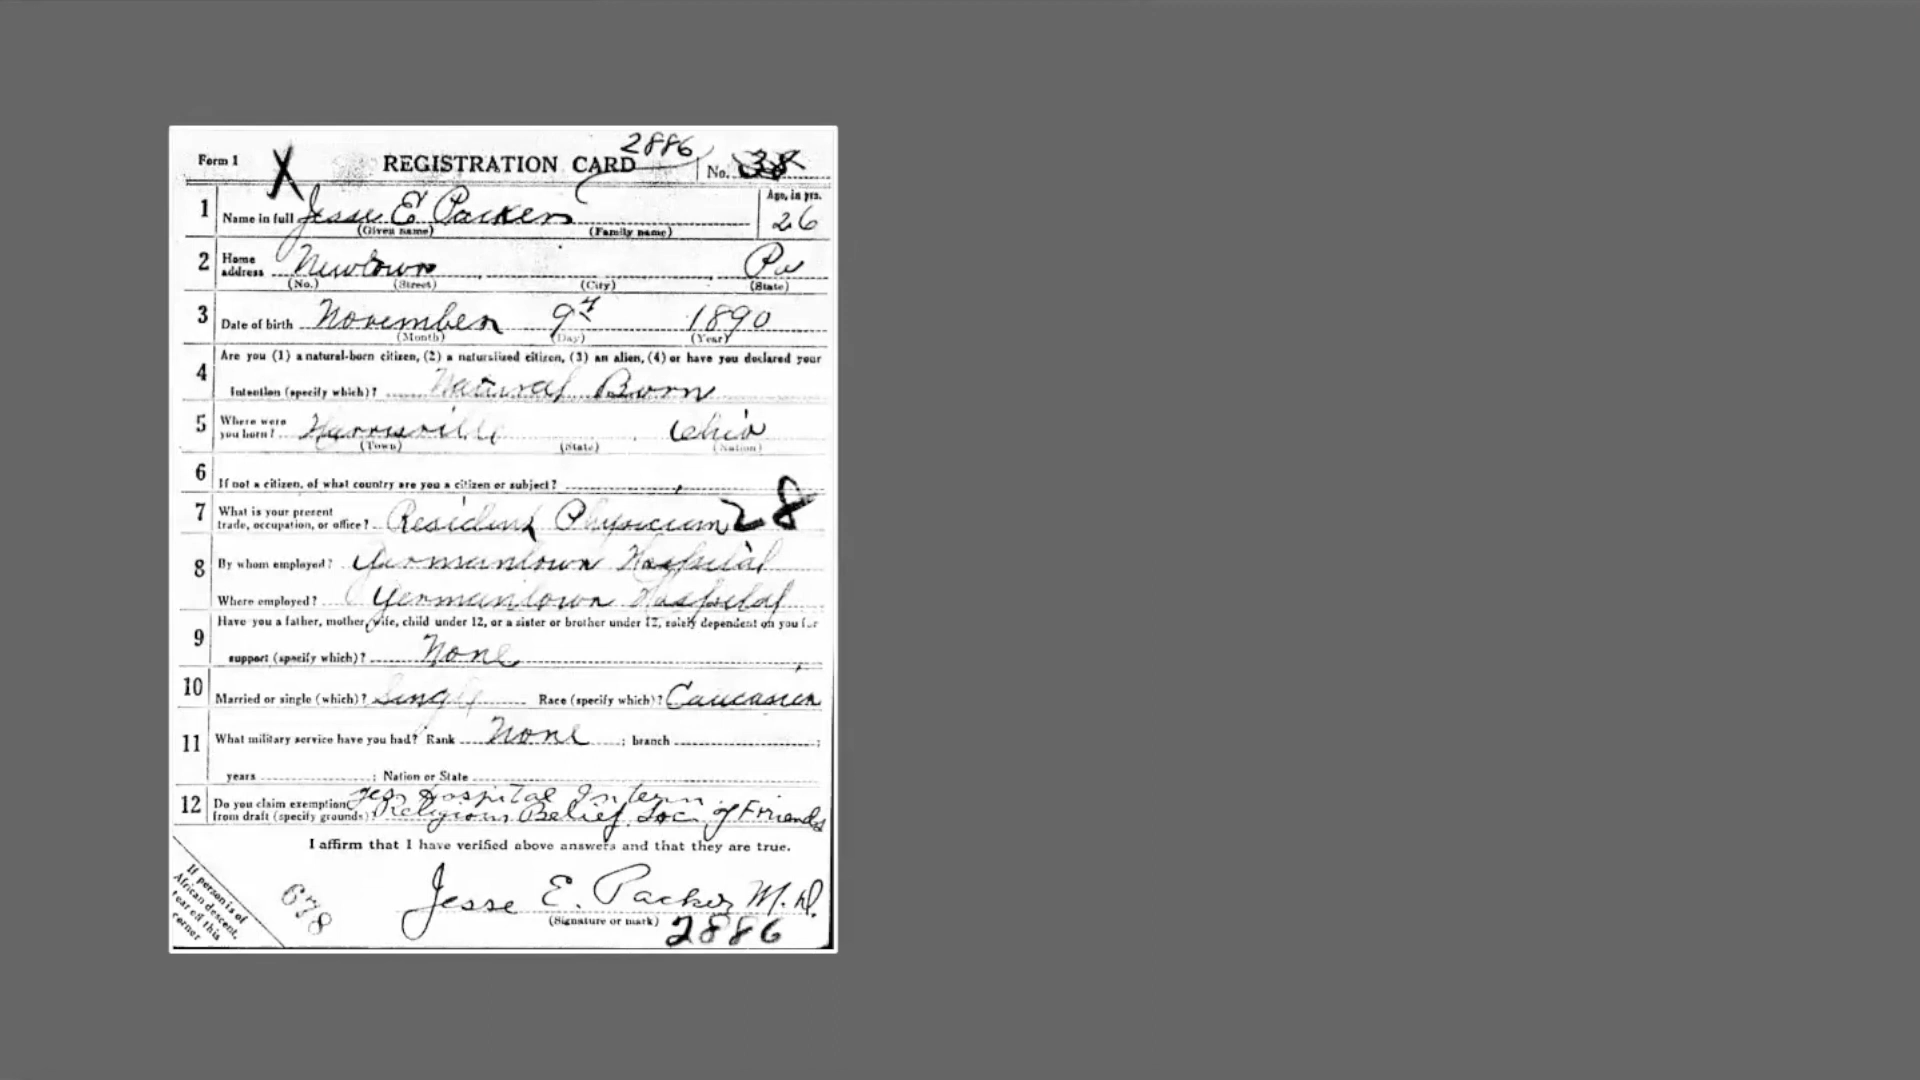 2886
Form 1 X REGISTRATION CARD No. 38
1 Name in full Jesse E Packer Age, in yrs.
(Given name) (Family name) 26
2 Home address Newtown Pa
(No.) (Street) (City) (State)
3 Date of birth November 9th 1890
(Month) (Day) (Year)
Are you (1) a natural-born citizen, (2) a naturalized citizen, (3) an alien, (4) or have you declared your
4 intention (specify which)? Natural Born
5 Where were you born? Harrisville Ohio
(Town) (State) (Nation)
6 If not a citizen, of what country are you a citizen or subject?
7 What is your present trade, occupation, or office? Resident Physician 28
8 By whom employed? Germantown Hospital
Where employed? Germantown Hospital
Have you a father, mother, wife, child under 12, or a sister or brother under 12, solely dependent on you for
9 support (specify which)? None
10 Married or single (which)? Single Race (specify which)? Caucasian
11 What military service have you had? Rank None ; branch ;
years ; Nation or State
12 Do you claim exemption Yes Hospital Intern
from draft (specify grounds)? Religious Belief Soc. of Friends
I affirm that I have verified above answers and that they are true.
If person is of
African descent,
tear off this
corner
678
Jesse E. Packer M.D.
(Signature or mark)
2886